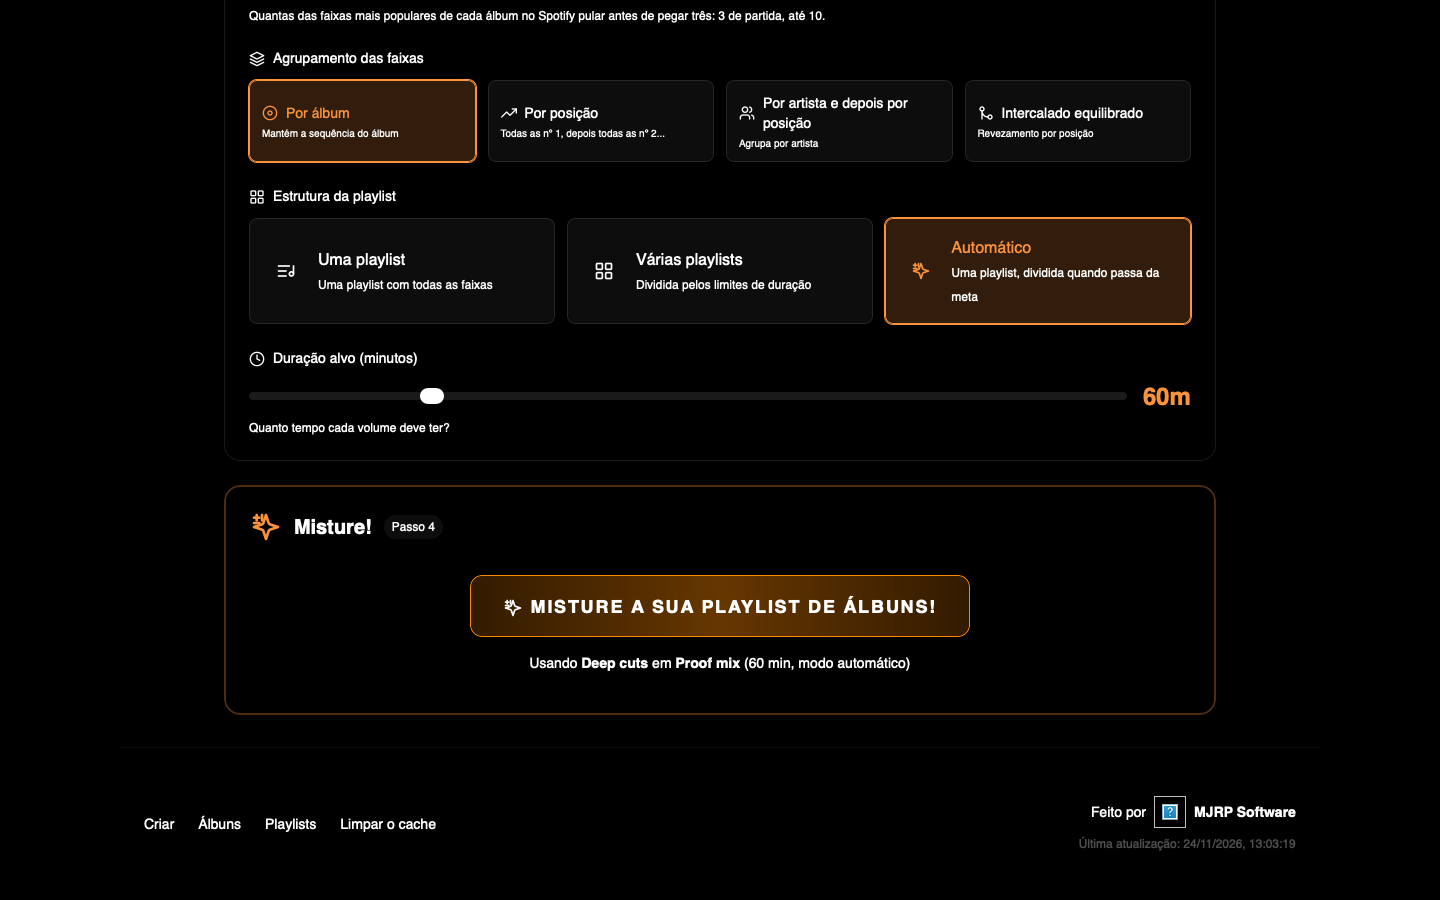 Quantas das faixas mais populares de cada álbum no Spotify pular antes de pegar três: 3 de partida, até 10.
Agrupamento das faixas
Por álbum
Mantém a sequência do álbum
Por posição
Todas as nº 1, depois todas as nº 2...
Por artista e depois por
posição
Agrupa por artista
Intercalado equilibrado
Revezamento por posição
Estrutura da playlist
Uma playlist
Uma playlist com todas as faixas
Várias playlists
Dividida pelos limites de duração
Automático
Uma playlist, dividida quando passa da
meta
Duração alvo (minutos)
60m
Quanto tempo cada volume deve ter?
Misture!
Passo 4
MISTURE A SUA PLAYLIST DE ÁLBUNS!
Usando Deep cuts em Proof mix (60 min, modo automático)
Criar
Álbuns
Playlists
Limpar o cache
Feito por
MJRP Software
Última atualização: 24/11/2026, 13:03:19